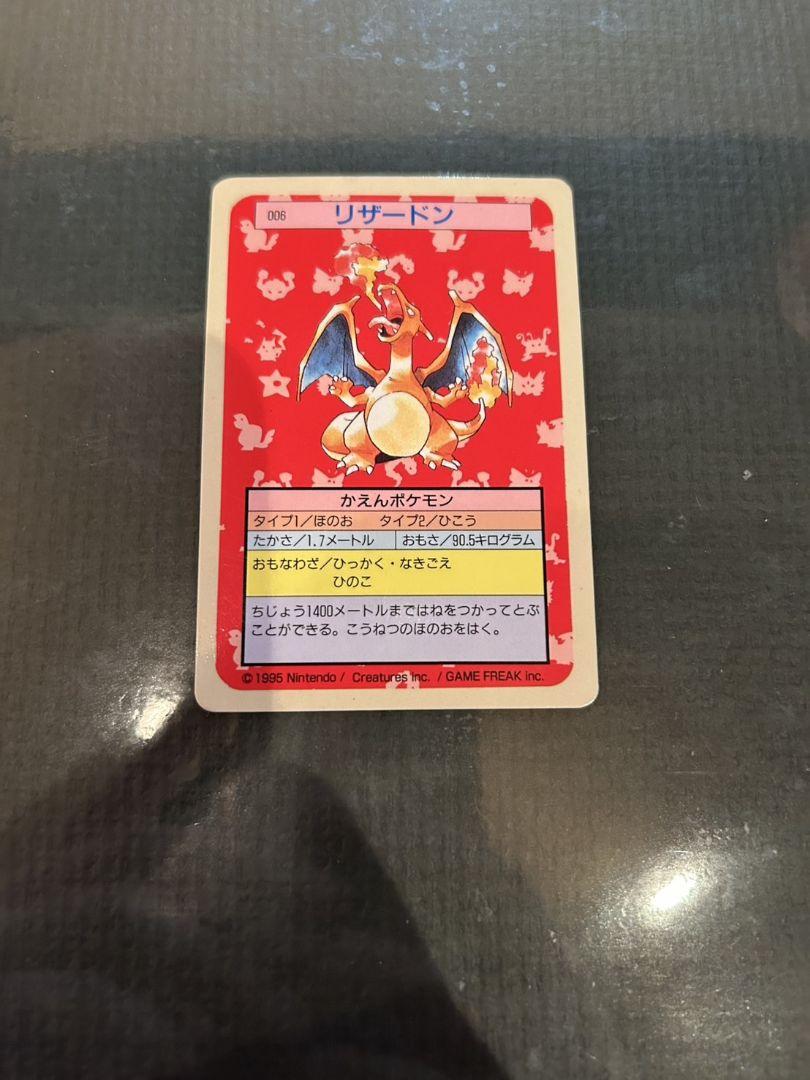 006 リザードン
かえんポケモン
タイプ1/ほのお タイプ2/ひこう
たかさ/1.7メートル おもさ/90.5キログラム
おもなわざ/ひっかく・なきごえ
ひのこ
ちじょう1400メートルまではねをつかってとぶ
ことができる。こうねつのほのおをはく。
©1995 Nintendo / Creatures inc. / GAME FREAK inc.